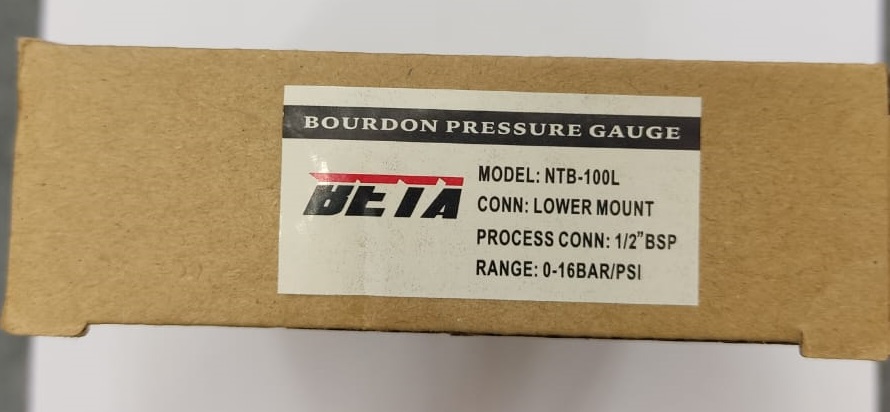 BOURDON PRESSURE GAUGE
BETA
MODEL: NTB-100L
CONN: LOWER MOUNT
PROCESS CONN: 1/2”BSP
RANGE: 0-16BAR/PSI